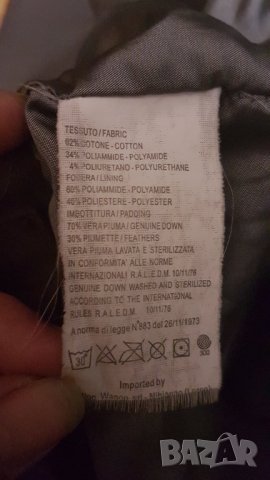 TESSUTO/FABRIC
62% COTONE - COTTON
34% POLIAMMIDE - POLYAMIDE
4% POLIURETANO - POLYURETHANE
FODERA/LINING
60% POLIAMMIDE - POLYAMIDE
40% POLIESTERE - POLYESTER
IMBOTTITURA/PADDING
70% VERA PIUMA/GENUINE DOWN
30% PIUMETTE/FEATHERS
VERA PIUMA LAVATA E STERILIZZATA
IN CONFORMITA' ALLE NORME
INTERNAZIONALI R.A.L.E.D.M. 10/11/76
GENUINE DOWN WASHED AND STERILIZED
ACCORDING TO THE INTERNATIONAL
RULES R.A.L.E.D.M. 10/11/76
A norma di legge N°883 del 26/11/1973
30
Imported by
BAZAR